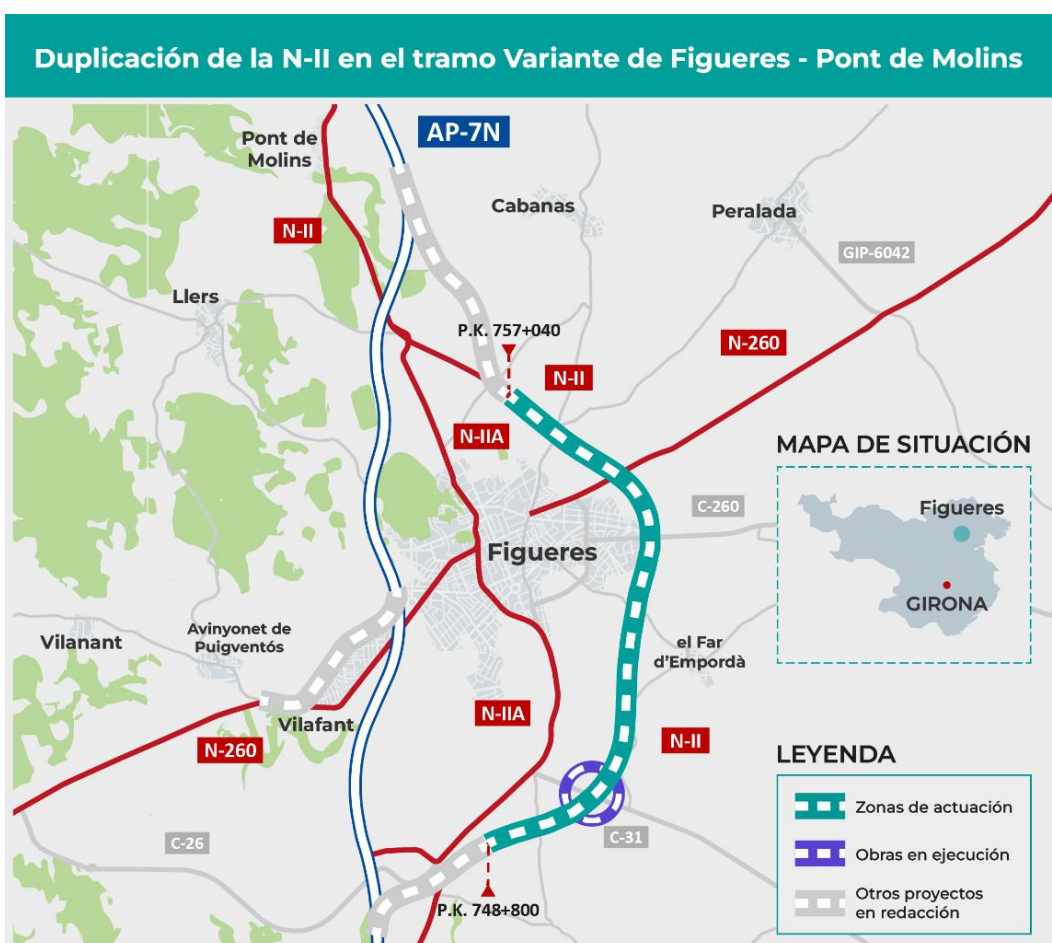 Duplicación de la N-II en el tramo Variante de Figueres - Pont de Molins
AP-7N
Pont de
Molins
Cabanas
Peralada
N-II
GIP-6042
Llers
P.K. 757+040
N-260
N-II
N-IIA
MAPA DE SITUACIÓN
Figueres
GIRONA
C-260
Figueres
Vilanant
Avinyonet de
Puigventós
el Far
d'Empordà
Vilafant
N-IIA
N-II
N-260
LEYENDA
Zonas de actuación
Obras en ejecución
Otros proyectos
en redacción
C-26
C-31
P.K. 748+800